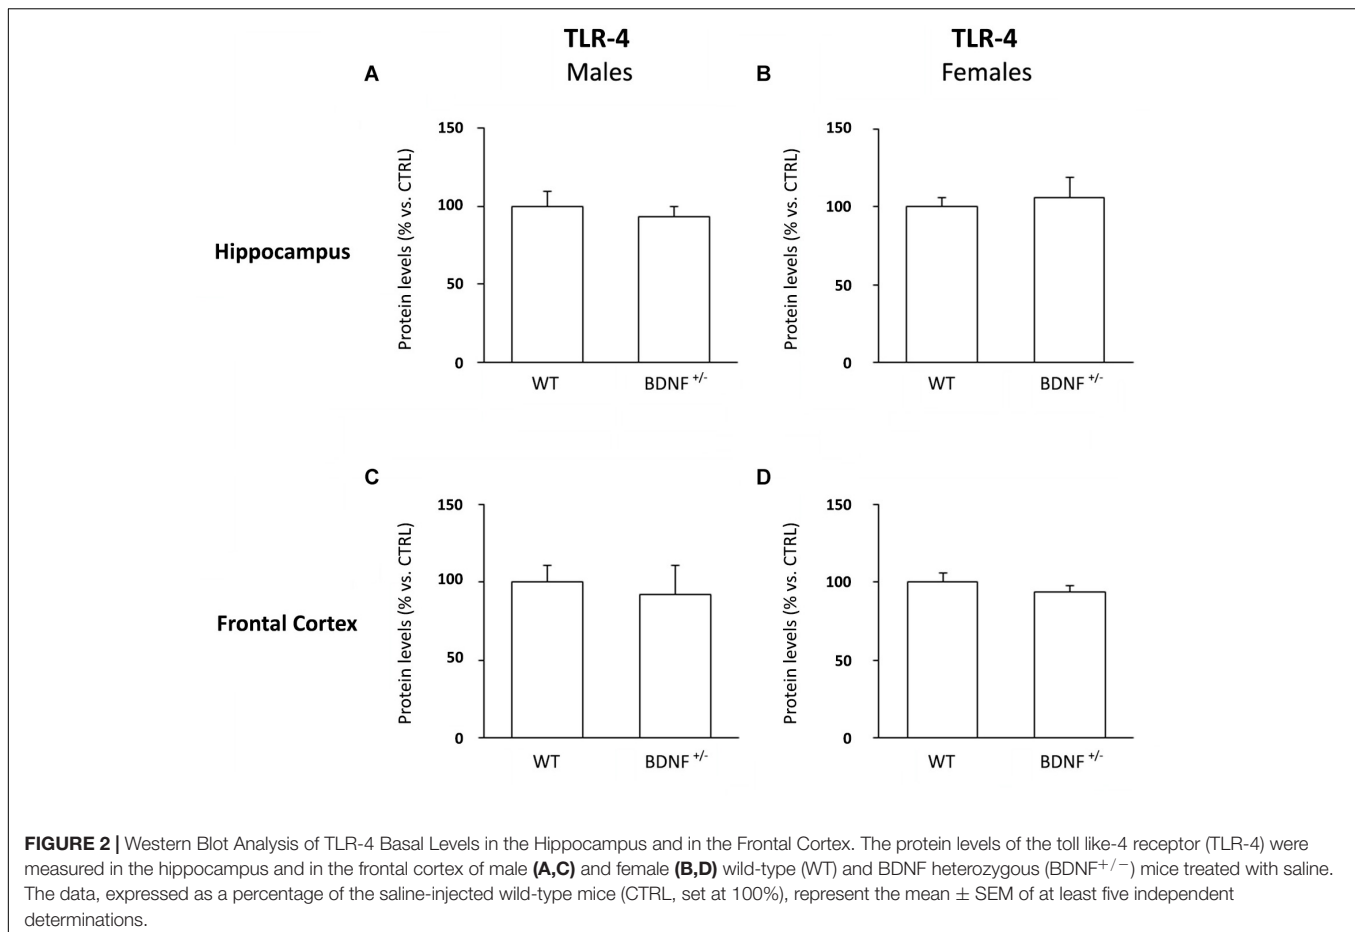 TLR-4
Males
TLR-4
Females
A
B
Hippocampus
Protein levels (% vs. CTRL)
150
100
50
0
WT
BDNF +/-
Protein levels (% vs. CTRL)
150
100
50
0
WT
BDNF +/-
C
D
Frontal Cortex
Protein levels (% vs. CTRL)
150
100
50
0
WT
BDNF +/-
Protein levels (% vs. CTRL)
150
100
50
0
WT
BDNF +/-
FIGURE 2 | Western Blot Analysis of TLR-4 Basal Levels in the Hippocampus and in the Frontal Cortex. The protein levels of the toll like-4 receptor (TLR-4) were
measured in the hippocampus and in the frontal cortex of male (A,C) and female (B,D) wild-type (WT) and BDNF heterozygous (BDNF+/−) mice treated with saline.
The data, expressed as a percentage of the saline-injected wild-type mice (CTRL, set at 100%), represent the mean ± SEM of at least five independent
determinations.